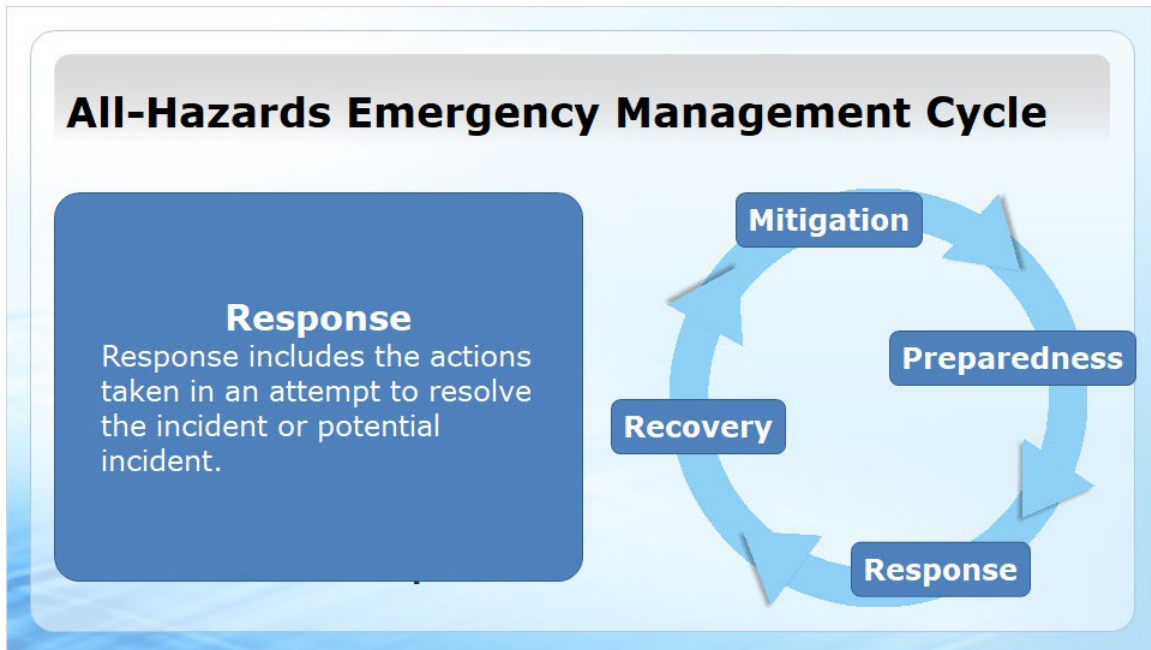 All-Hazards Emergency Management Cycle
Response
Response includes the actions
taken in an attempt to resolve
the incident or potential
incident.
Mitigation
Preparedness
Recovery
Response